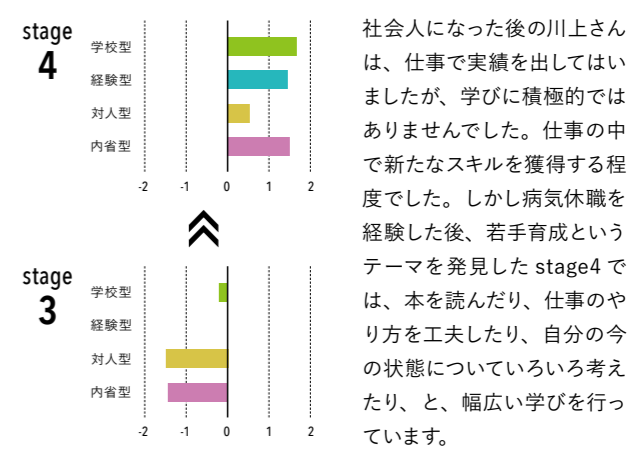 stage
4
学校型
経験型
対人型
内省型
-2 -1 0 1 2
stage
3
学校型
経験型
対人型
内省型
-2 -1 0 1 2
社会人になった後の川上さん
は、仕事で実績を出してはい
ましたが、学びに積極的では
ありませんでした。仕事の中
で新たなスキルを獲得する程
度でした。しかし病気休職を
経験した後、若手育成という
テーマを発見した stage4 で
は、本を読んだり、仕事のや
り方を工夫したり、自分の今
の状態についていろいろ考え
たり、と、幅広い学びを行っ
ています。